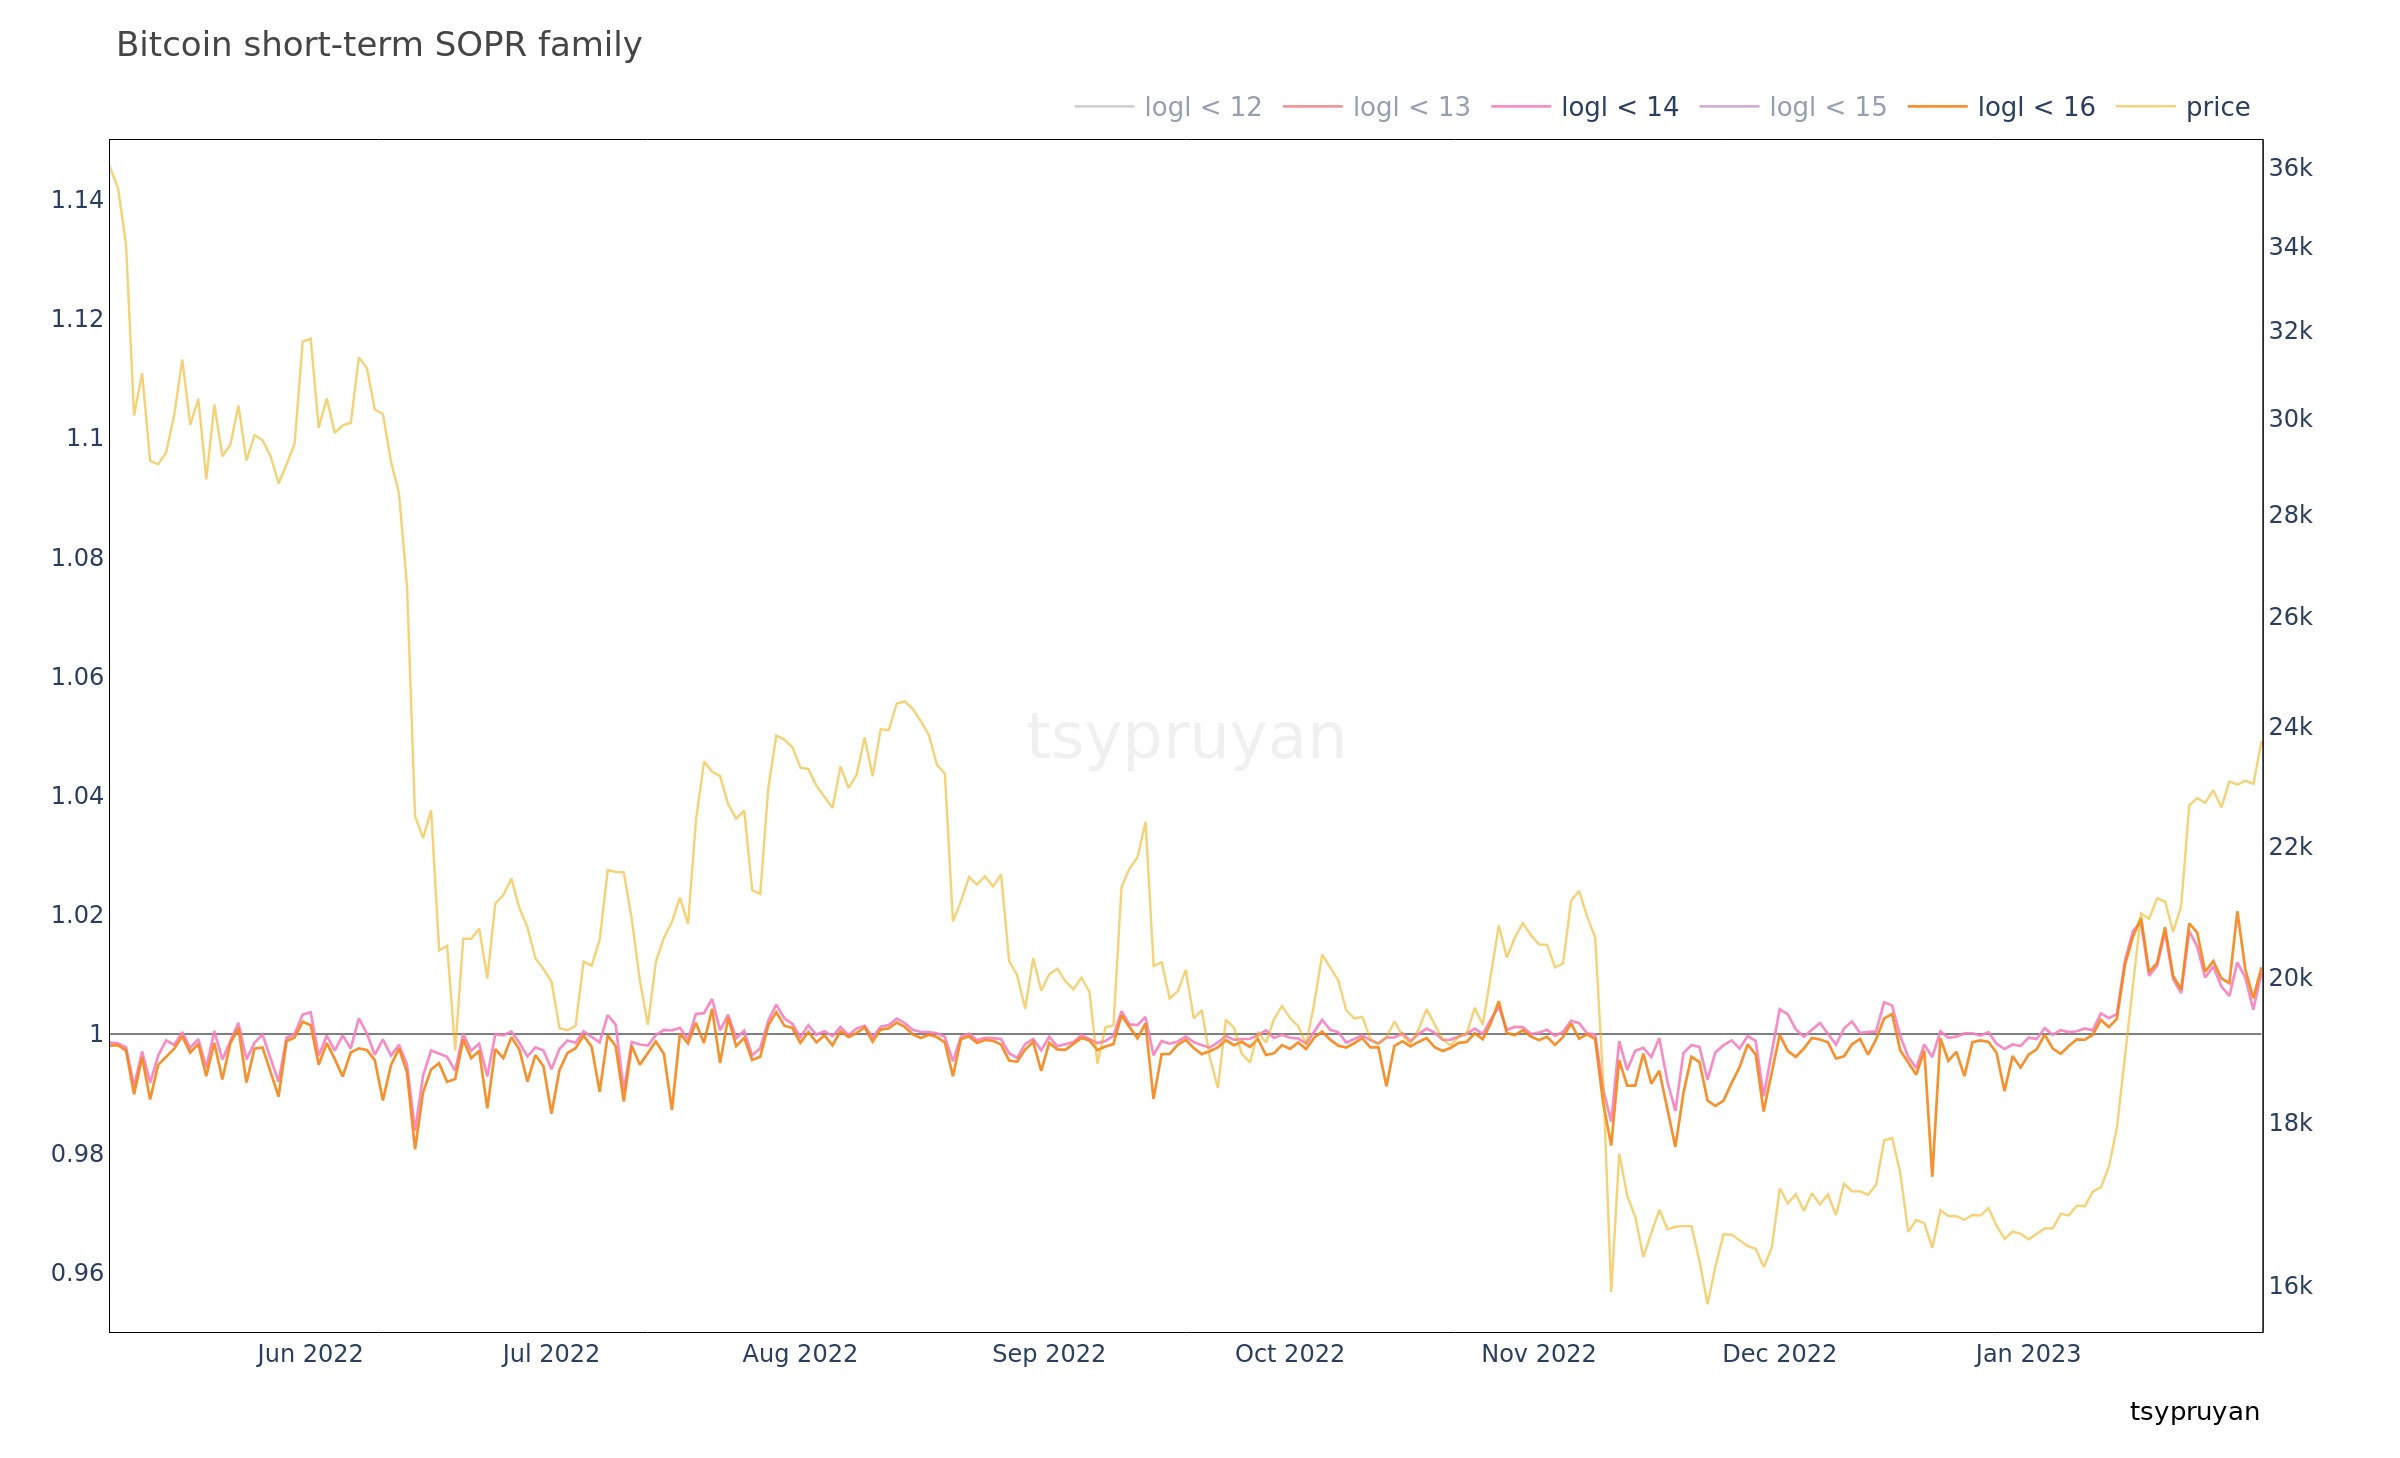 Bitcoin short-term SOPR family
logl < 12 logl < 13 logl < 14 logl < 15 logl < 16 price
1.14
1.12
1.1
1.08
1.06
1.04
1.02
1
0.98
0.96
36k
34k
32k
30k
28k
26k
24k
22k
20k
18k
16k
tsypruyan
Jun 2022 Jul 2022 Aug 2022 Sep 2022 Oct 2022 Nov 2022 Dec 2022 Jan 2023
tsypruyan